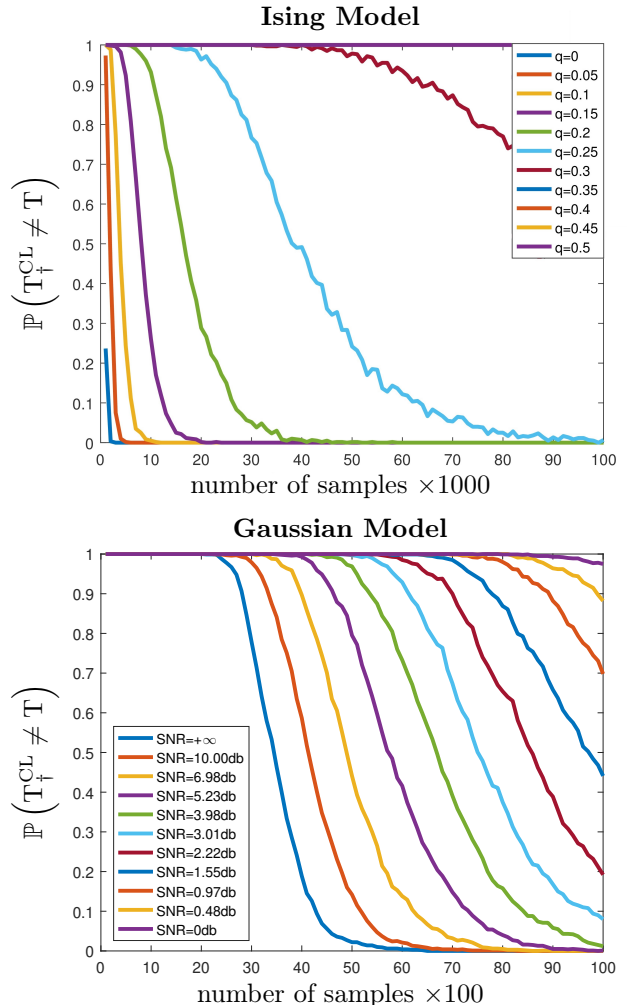 Ising Model
1
0.9
0.8
0.7
0.6
0.5
0.4
0.3
0.2
0.1
0
ℙ (T†^CL ≠ T)
q=0
q=0.05
q=0.1
q=0.15
q=0.2
q=0.25
q=0.3
q=0.35
q=0.4
q=0.45
q=0.5
0 10 20 30 40 50 60 70 80 90 100
number of samples ×1000
Gaussian Model
1
0.9
0.8
0.7
0.6
0.5
0.4
0.3
0.2
0.1
0
ℙ (T†^CL ≠ T)
SNR=+∞
SNR=10.00db
SNR=6.98db
SNR=5.23db
SNR=3.98db
SNR=3.01db
SNR=2.22db
SNR=1.55db
SNR=0.97db
SNR=0.48db
SNR=0db
0 10 20 30 40 50 60 70 80 90 100
number of samples ×100